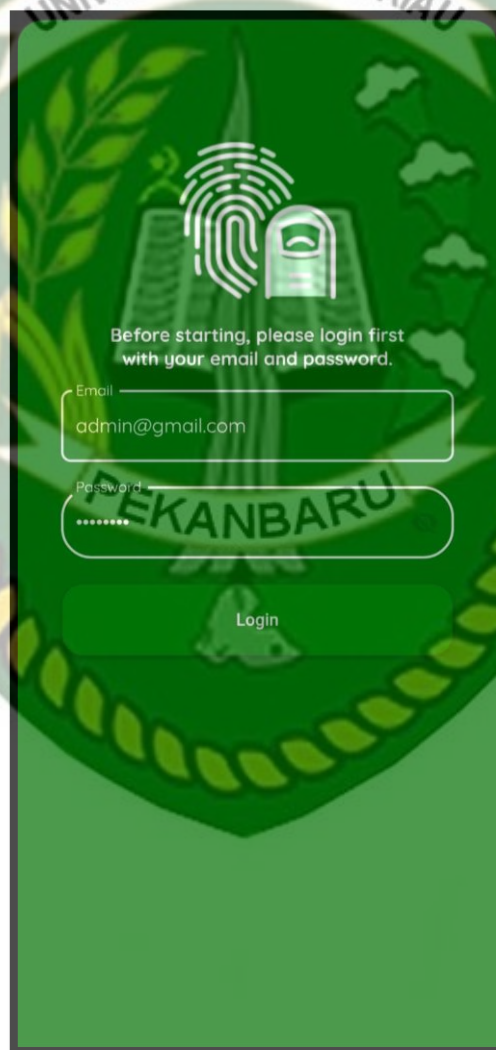 Before starting, please login first
with your email and password.
Email
admin@gmail.com
Password
••••••••
PEKANBARU
Login